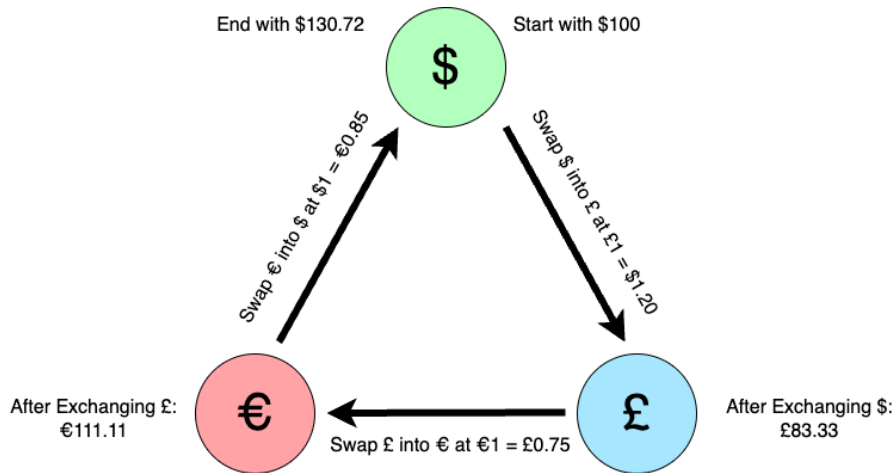 End with $130.72
$
Start with $100
Swap € into $ at $1 = €0.85
Swap $ into £ at £1 = $1.20
After Exchanging £:
€111.11
€
Swap £ into € at €1 = £0.75
£
After Exchanging $:
£83.33